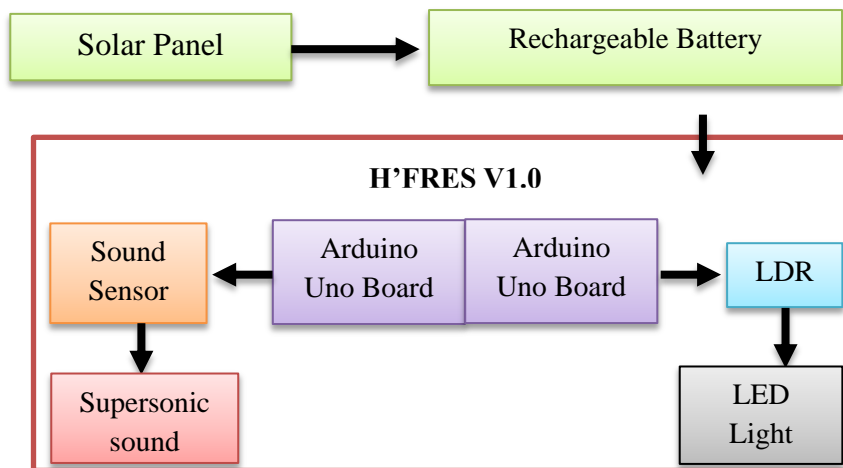 Solar Panel
Rechargeable Battery
H’FRES V1.0
Sound
Sensor
Arduino
Uno Board
Arduino
Uno Board
LDR
Supersonic
sound
LED
Light